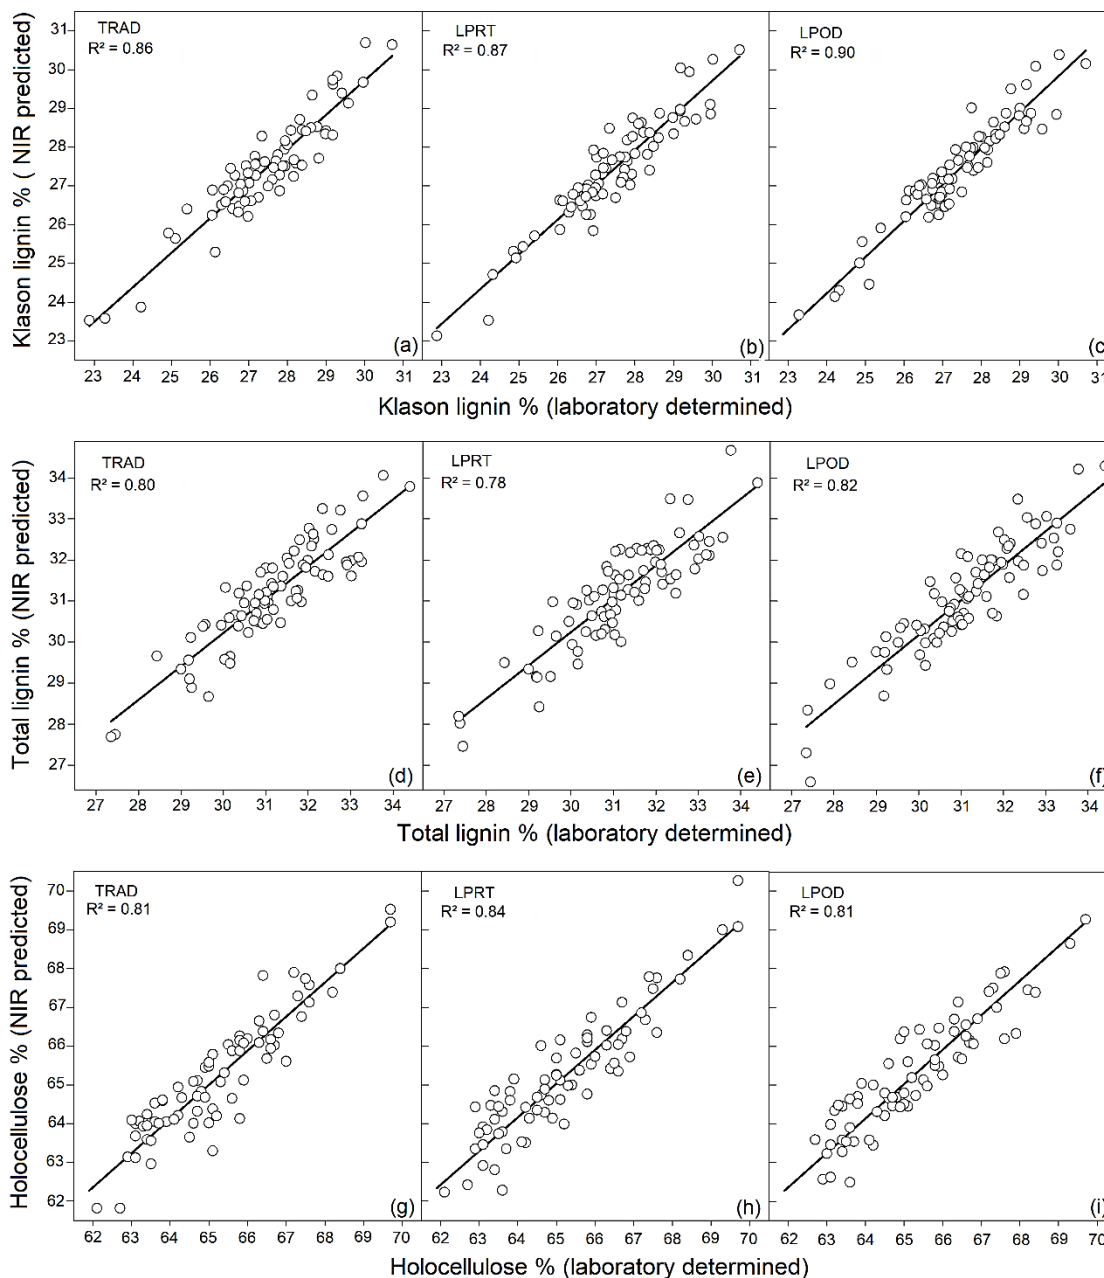 Klason lignin % ( NIR predicted)
31
30
29
28
27
26
25
24
23
TRAD
R² = 0.86
(a)
LPRT
R² = 0.87
(b)
LPOD
R² = 0.90
(c)
23 24 25 26 27 28 29 30 31
23 24 25 26 27 28 29 30 31
23 24 25 26 27 28 29 30 31
Klason lignin % (laboratory determined)
Total lignin % (NIR predicted)
34
33
32
31
30
29
28
27
TRAD
R² = 0.80
(d)
LPRT
R² = 0.78
(e)
LPOD
R² = 0.82
(f)
27 28 29 30 31 32 33 34
27 28 29 30 31 32 33 34
27 28 29 30 31 32 33 34
Total lignin % (laboratory determined)
Holocellulose % (NIR predicted)
70
69
68
67
66
65
64
63
62
TRAD
R² = 0.81
(g)
LPRT
R² = 0.84
(h)
LPOD
R² = 0.81
(i)
62 63 64 65 66 67 68 69 70
62 63 64 65 66 67 68 69 70
62 63 64 65 66 67 68 69 70
Holocellulose % (laboratory determined)